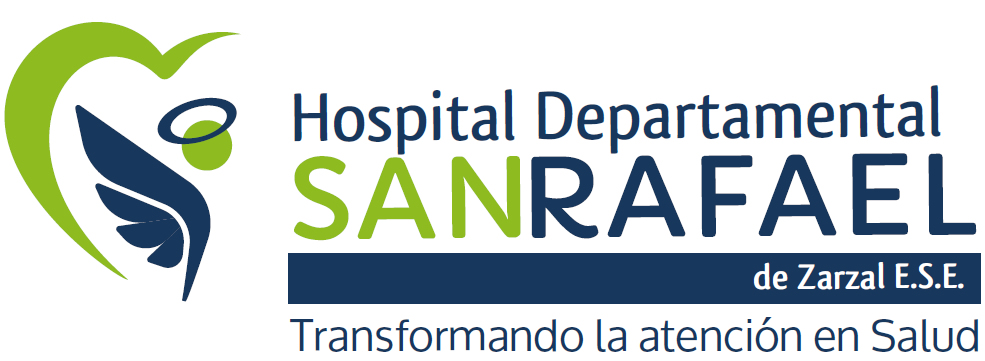 Hospital Departamental
SANRAFAEL
de Zarzal E.S.E.
Transformando la atención en Salud